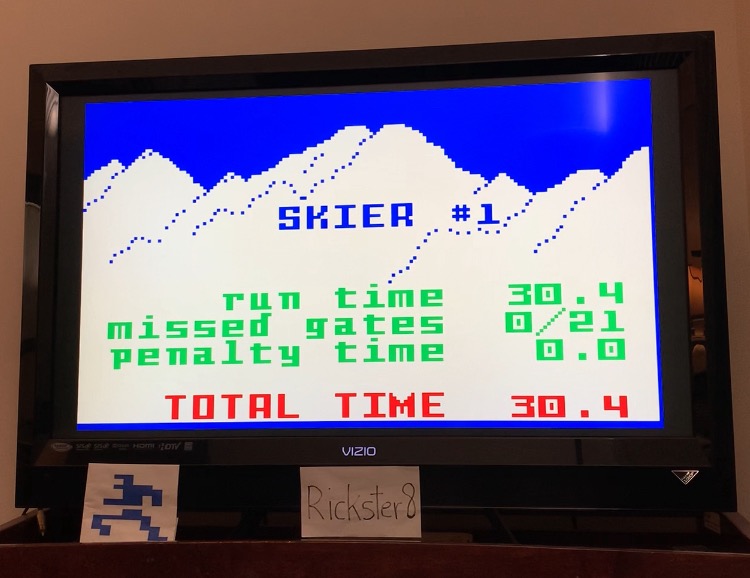 SKIER #1
run time 30.4
missed gates 0/21
penalty time 0.0
TOTAL TIME 30.4
VIZIO
Rickster8